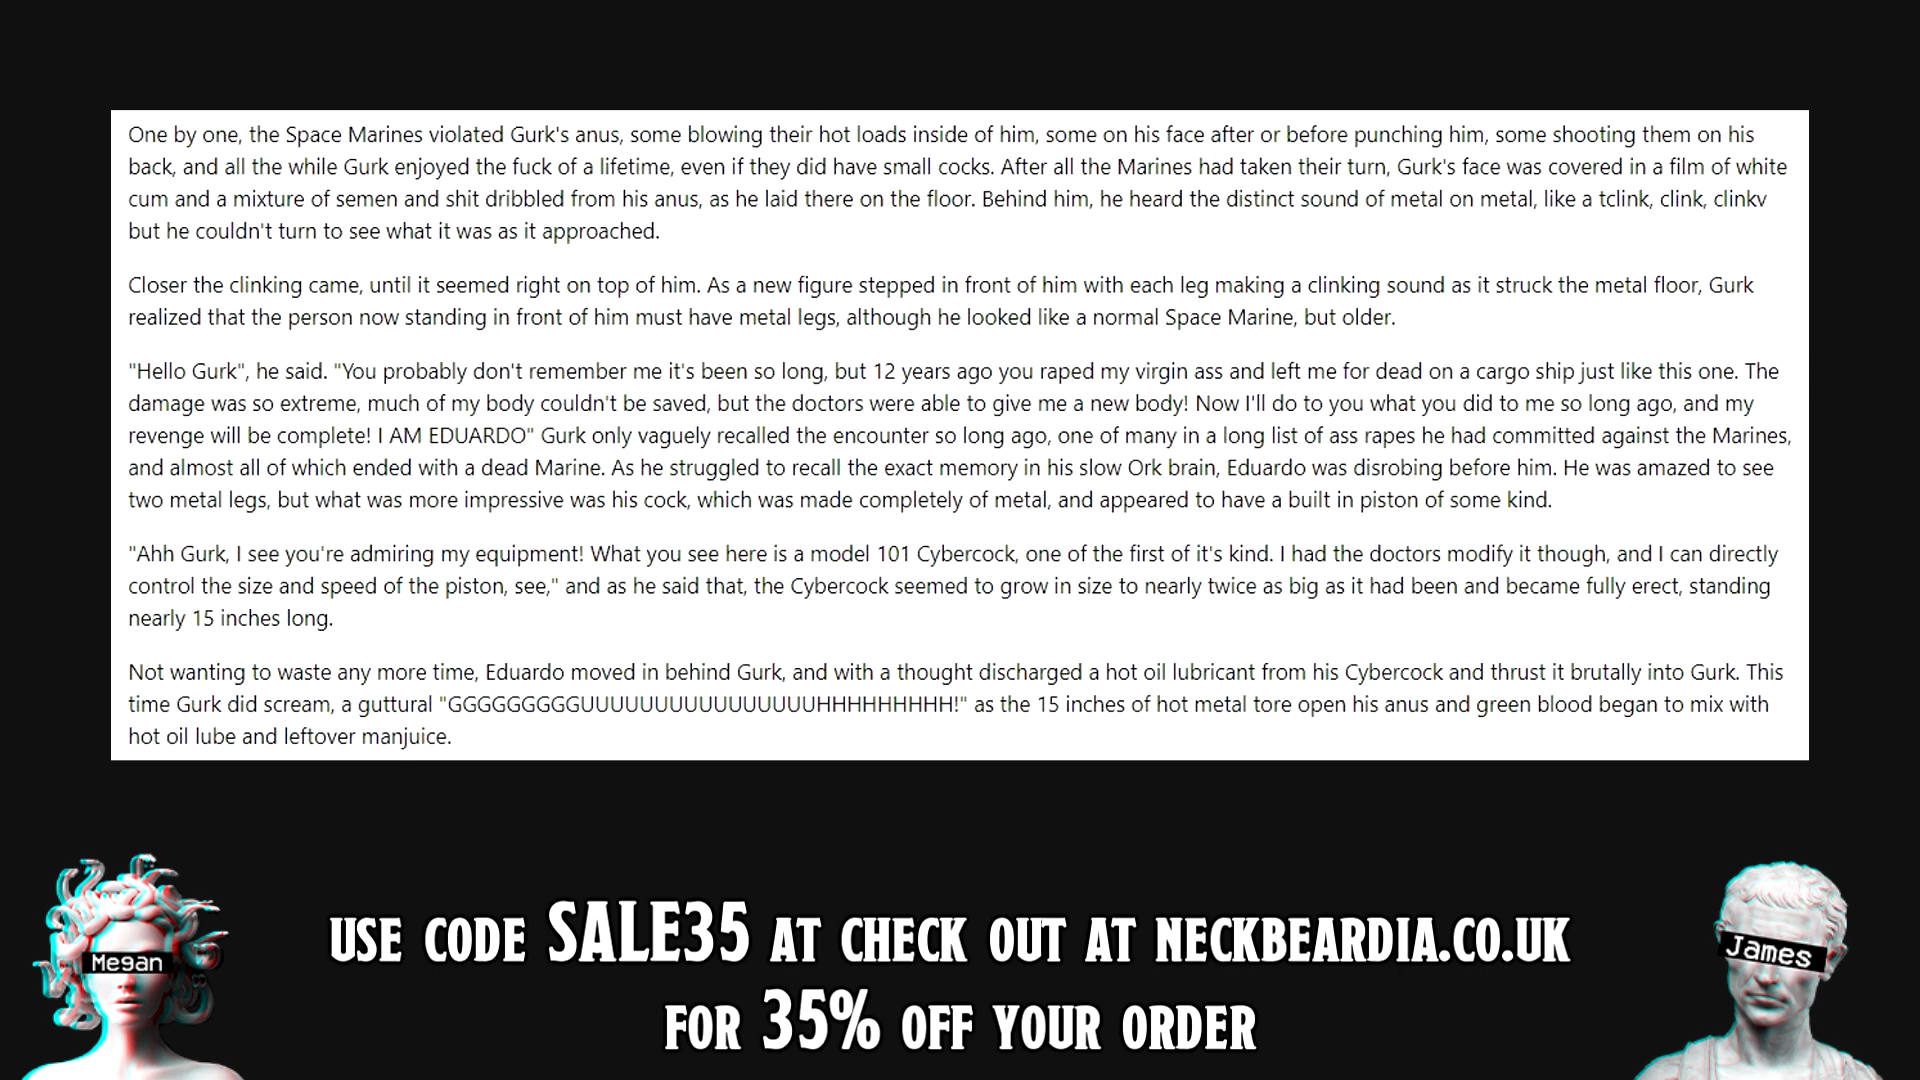 One by one, the Space Marines violated Gurk's anus, some blowing their hot loads inside of him, some on his face after or before punching him, some shooting them on his
back, and all the while Gurk enjoyed the fuck of a lifetime, even if they did have small cocks. After all the Marines had taken their turn, Gurk's face was covered in a film of white
cum and a mixture of semen and shit dribbled from his anus, as he laid there on the floor. Behind him, he heard the distinct sound of metal on metal, like a tclink, clink, clinkv
but he couldn't turn to see what it was as it approached.
Closer the clinking came, until it seemed right on top of him. As a new figure stepped in front of him with each leg making a clinking sound as it struck the metal floor, Gurk
realized that the person now standing in front of him must have metal legs, although he looked like a normal Space Marine, but older.
"Hello Gurk", he said. "You probably don't remember me it's been so long, but 12 years ago you raped my virgin ass and left me for dead on a cargo ship just like this one. The
damage was so extreme, much of my body couldn't be saved, but the doctors were able to give me a new body! Now I'll do to you what you did to me so long ago, and my
revenge will be complete! I AM EDUARDO" Gurk only vaguely recalled the encounter so long ago, one of many in a long list of ass rapes he had committed against the Marines,
and almost all of which ended with a dead Marine. As he struggled to recall the exact memory in his slow Ork brain, Eduardo was disrobing before him. He was amazed to see
two metal legs, but what was more impressive was his cock, which was made completely of metal, and appeared to have a built in piston of some kind.
"Ahh Gurk, I see you're admiring my equipment! What you see here is a model 101 Cybercock, one of the first of it's kind. I had the doctors modify it though, and I can directly
control the size and speed of the piston, see," and as he said that, the Cybercock seemed to grow in size to nearly twice as big as it had been and became fully erect, standing
nearly 15 inches long.
Not wanting to waste any more time, Eduardo moved in behind Gurk, and with a thought discharged a hot oil lubricant from his Cybercock and thrust it brutally into Gurk. This
time Gurk did scream, a guttural "GGGGGGGGGUUUUUUUUUUUUUUUUHHHHHHHHH!" as the 15 inches of hot metal tore open his anus and green blood began to mix with
hot oil lube and leftover manjuice.
Megan
USE CODE SALE35 AT CHECK OUT AT NECKBEARDIA.CO.UK
FOR 35% OFF YOUR ORDER
James